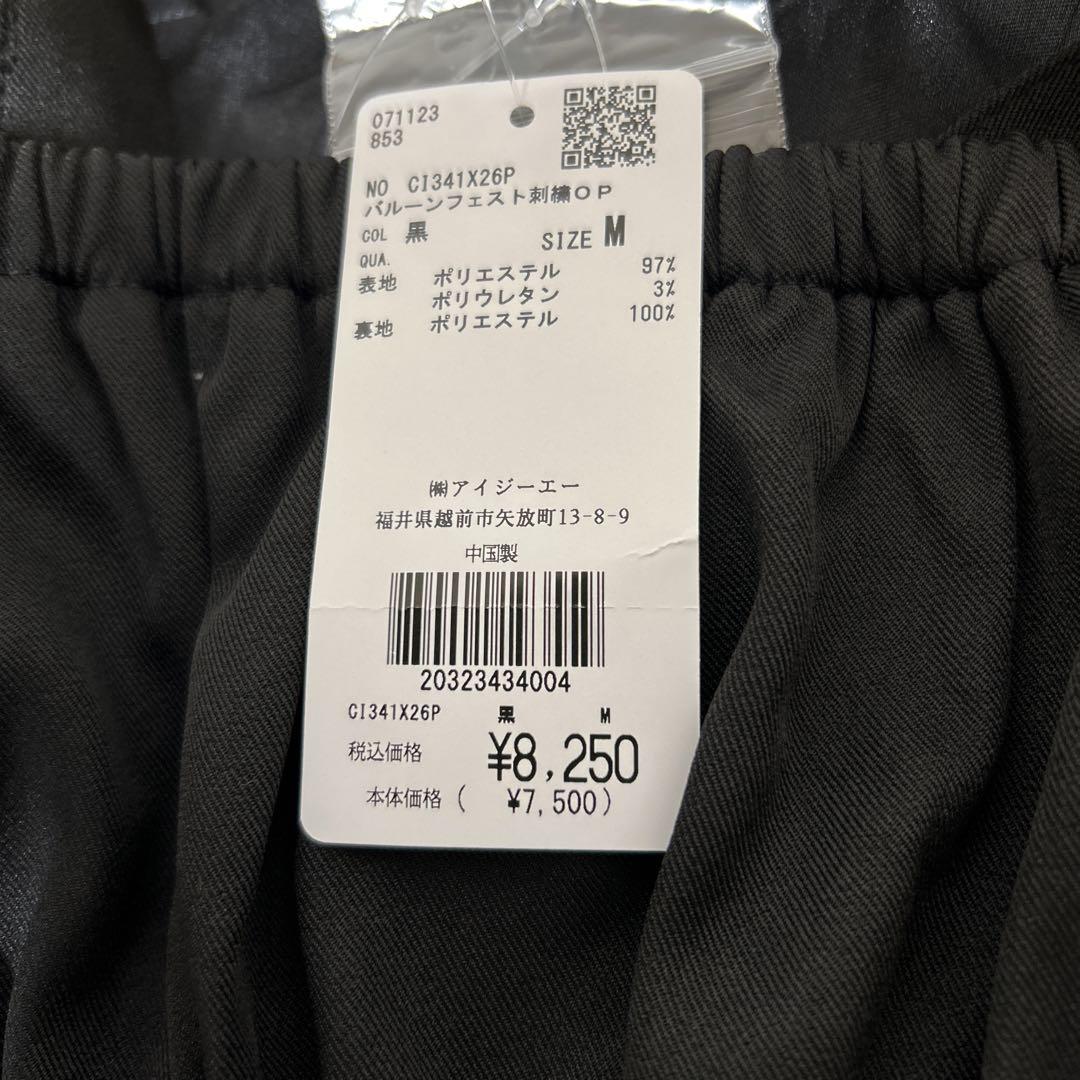 071123
853
NO CI341X26P
バルーンフェスト刺繍OP
COL 黒 SIZE M
QUA.
表地 ポリエステル 97%
ポリウレタン 3%
裏地 ポリエステル 100%
㈱アイジーエー
福井県越前市矢放町13-8-9
中国製
20323434004
CI341X26P 黒 M
税込価格 ¥8,250
本体価格( ¥7,500)